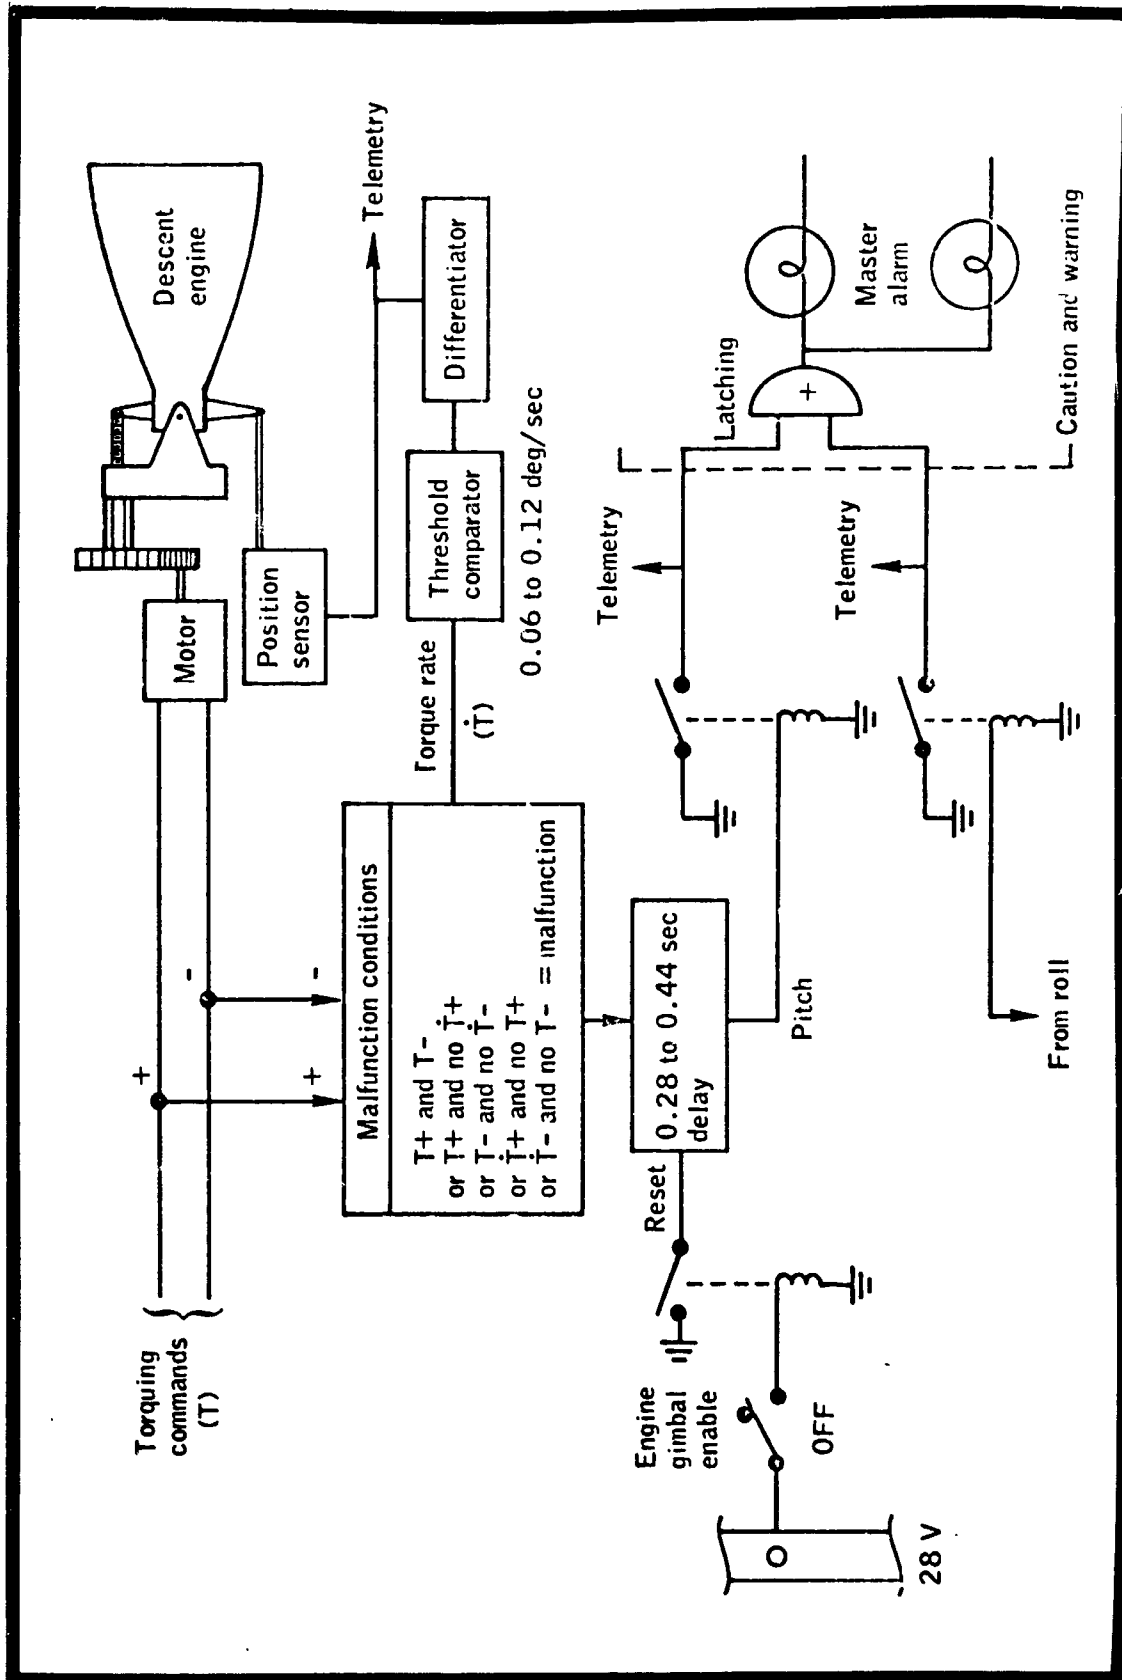 Descent
engine
Motor
Position
sensor
Telemetry
Torquing
commands
(T)
+
-
+
-
Differentiator
Threshold
comparator
0.06 to 0.12 deg/sec
Torque rate
(Ṫ)
Malfunction conditions
T+ and T-
or T+ and no Ṫ+
or T- and no Ṫ-
or Ṫ+ and no T+
or Ṫ- and no T- = malfunction
Reset
0.28 to 0.44 sec
delay
Pitch
Engine
gimbal
enable
OFF
28 V
Telemetry
Telemetry
Latching
+
Master
alarm
Caution and warning
From roll